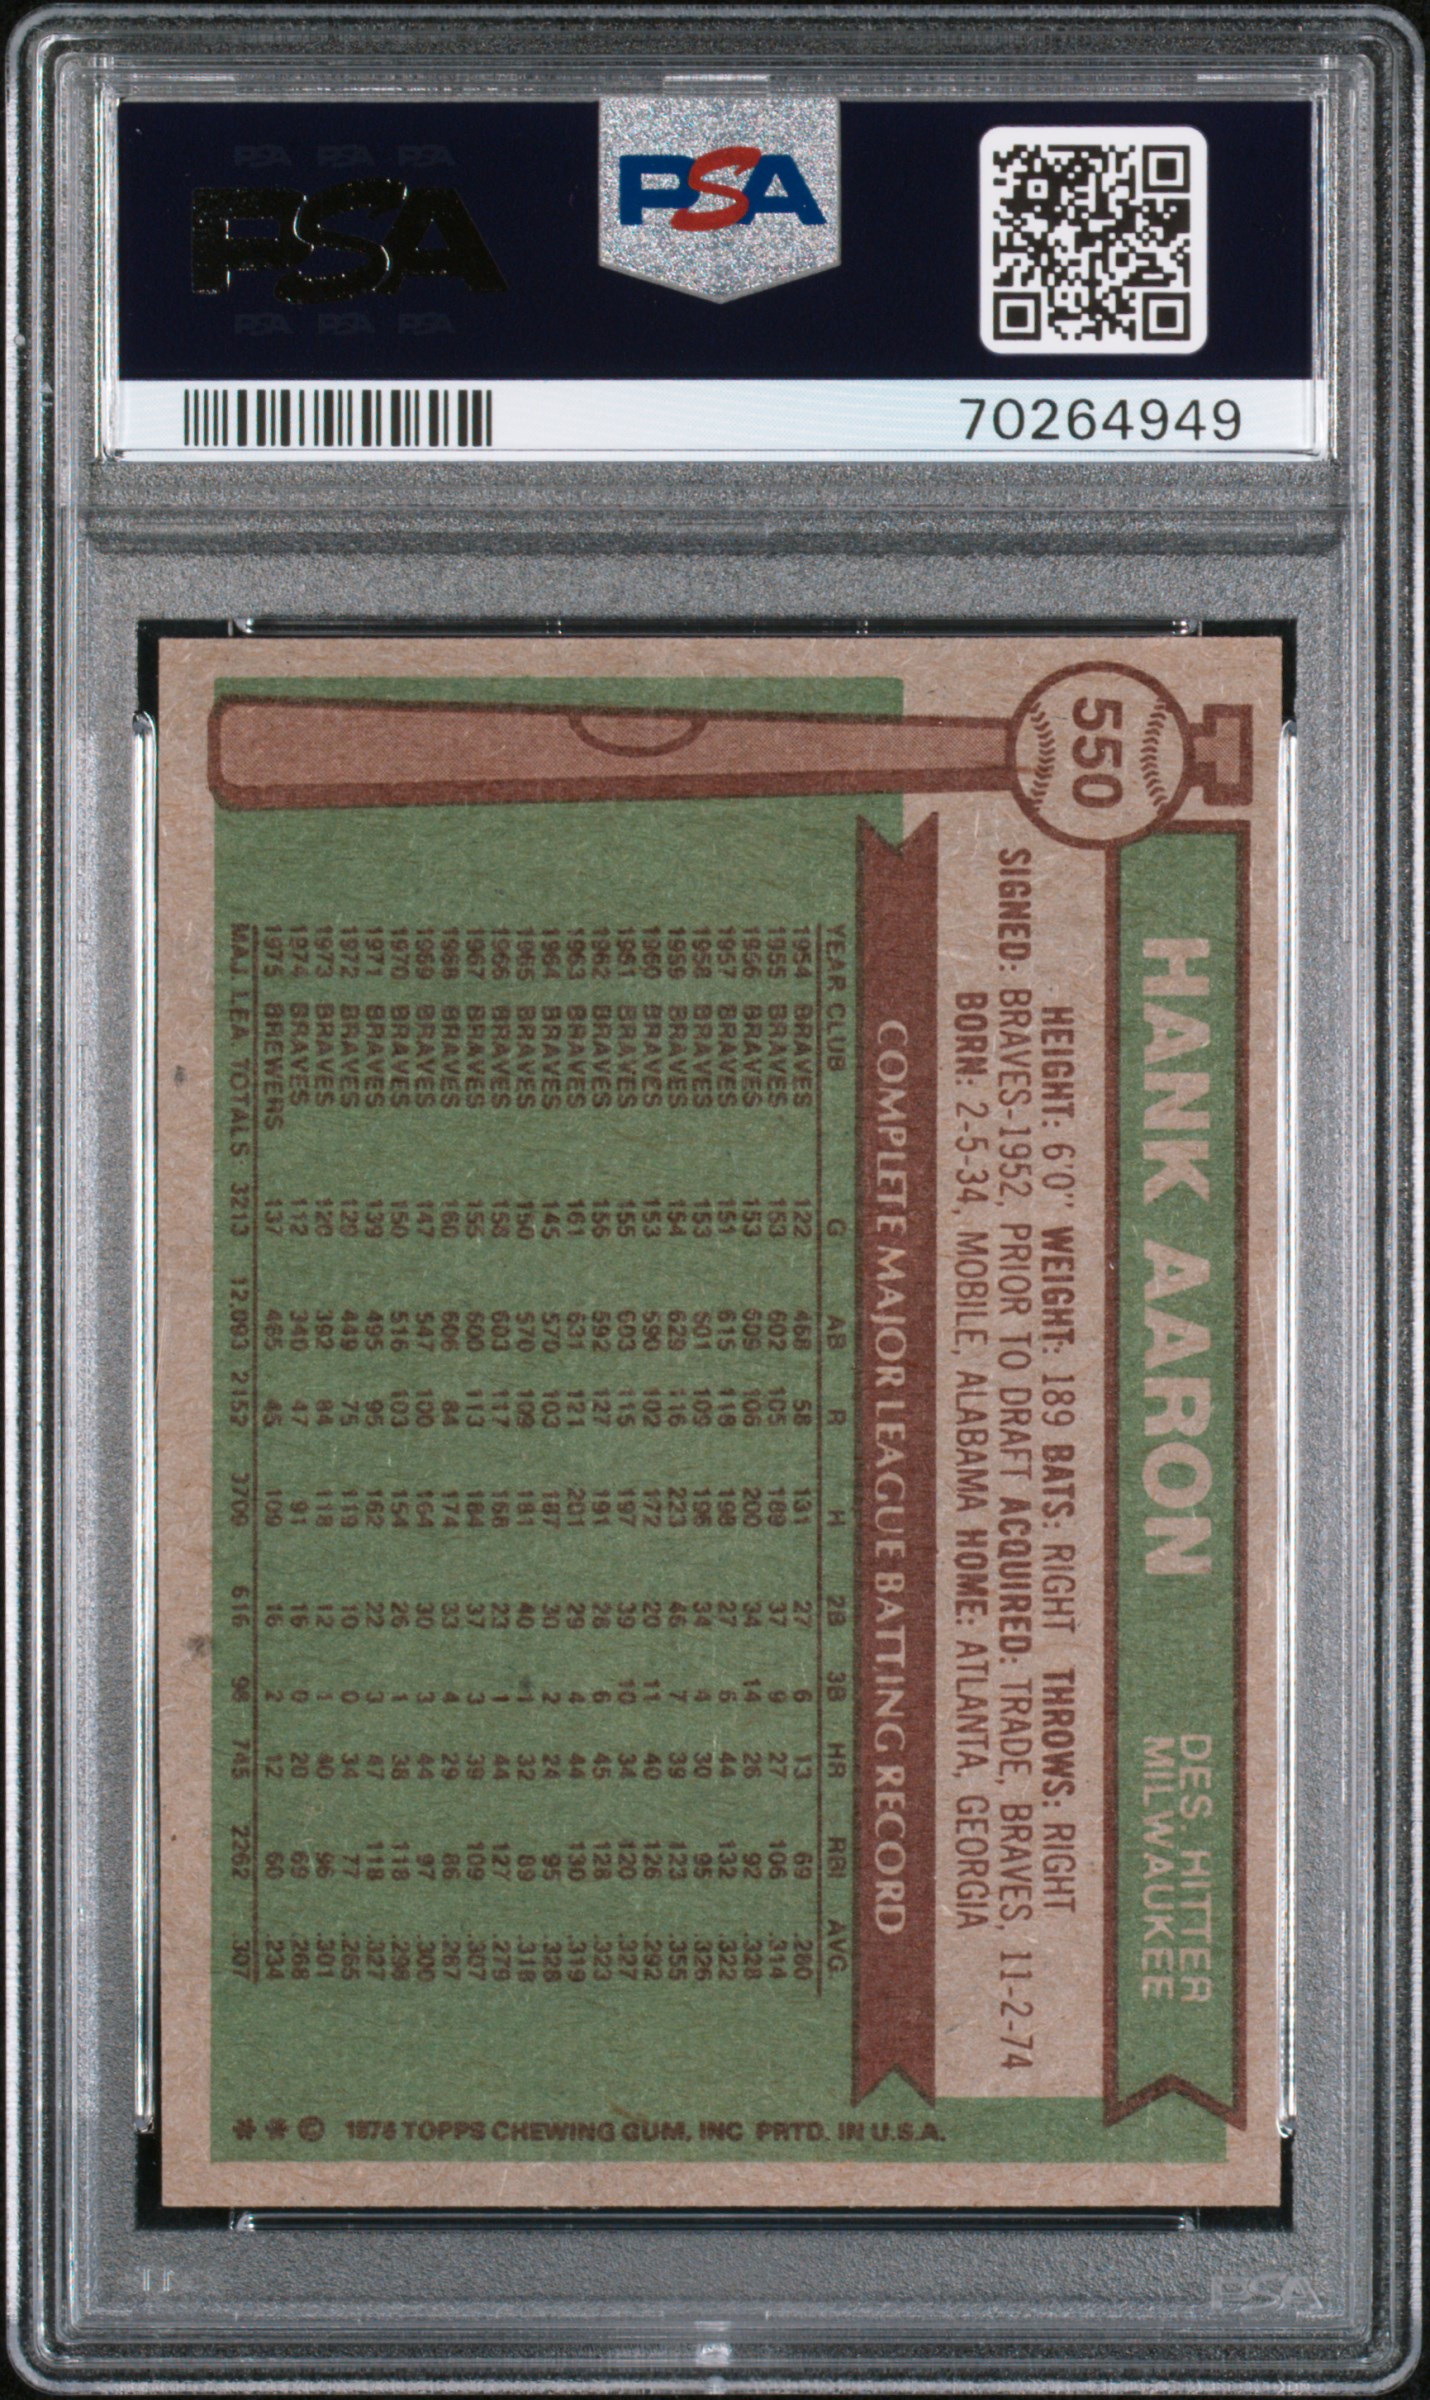 PSA PSA PSA
PSA
PSA PSA PSA
PSA
70264949
550
HANK AARON
DES. HITTER
MILWAUKEE
HEIGHT: 6'0" WEIGHT: 189 BATS: RIGHT THROWS: RIGHT
SIGNED: BRAVES-1952, PRIOR TO DRAFT ACQUIRED: TRADE, BRAVES, 11-2-74
BORN: 2-5-34, MOBILE, ALABAMA HOME: ATLANTA, GEORGIA
COMPLETE MAJOR LEAGUE BATTING RECORD
YEAR CLUB G AB R H 2B 3B HR RBI AVG.
1954 BRAVES 122 468 58 131 27 6 13 69 .280
1955 BRAVES 153 602 105 189 37 9 27 106 .314
1956 BRAVES 153 609 106 200 34 14 26 92 .328
1957 BRAVES 151 615 118 198 27 6 44 132 .322
1958 BRAVES 153 601 109 196 34 4 30 95 .326
1959 BRAVES 154 629 116 223 46 7 39 123 .355
1960 BRAVES 153 590 102 172 20 11 40 126 .292
1961 BRAVES 155 603 115 197 39 10 34 120 .327
1962 BRAVES 156 592 127 191 28 6 45 128 .323
1963 BRAVES 161 631 121 201 29 4 44 130 .319
1964 BRAVES 145 570 103 187 30 2 24 95 .328
1965 BRAVES 150 570 109 181 40 1 32 89 .318
1966 BRAVES 158 603 117 168 23 1 44 127 .279
1967 BRAVES 155 600 113 184 37 3 39 109 .307
1968 BRAVES 160 606 84 174 33 4 29 86 .287
1969 BRAVES 147 547 100 164 30 3 44 97 .300
1970 BRAVES 150 516 103 154 26 1 38 118 .298
1971 BRAVES 139 495 95 162 22 3 47 118 .327
1972 BRAVES 129 449 75 119 10 0 34 77 .265
1973 BRAVES 120 392 84 118 12 1 40 96 .301
1974 BRAVES 112 340 47 91 16 0 20 69 .268
1975 BREWERS 137 465 45 109 16 2 12 60 .234
MAJ. LEA. TOTALS 3213 12,093 2152 3709 616 98 745 2262 .307
* * © 1976 TOPPS CHEWING GUM, INC PRTD. IN U.S.A.
PSA